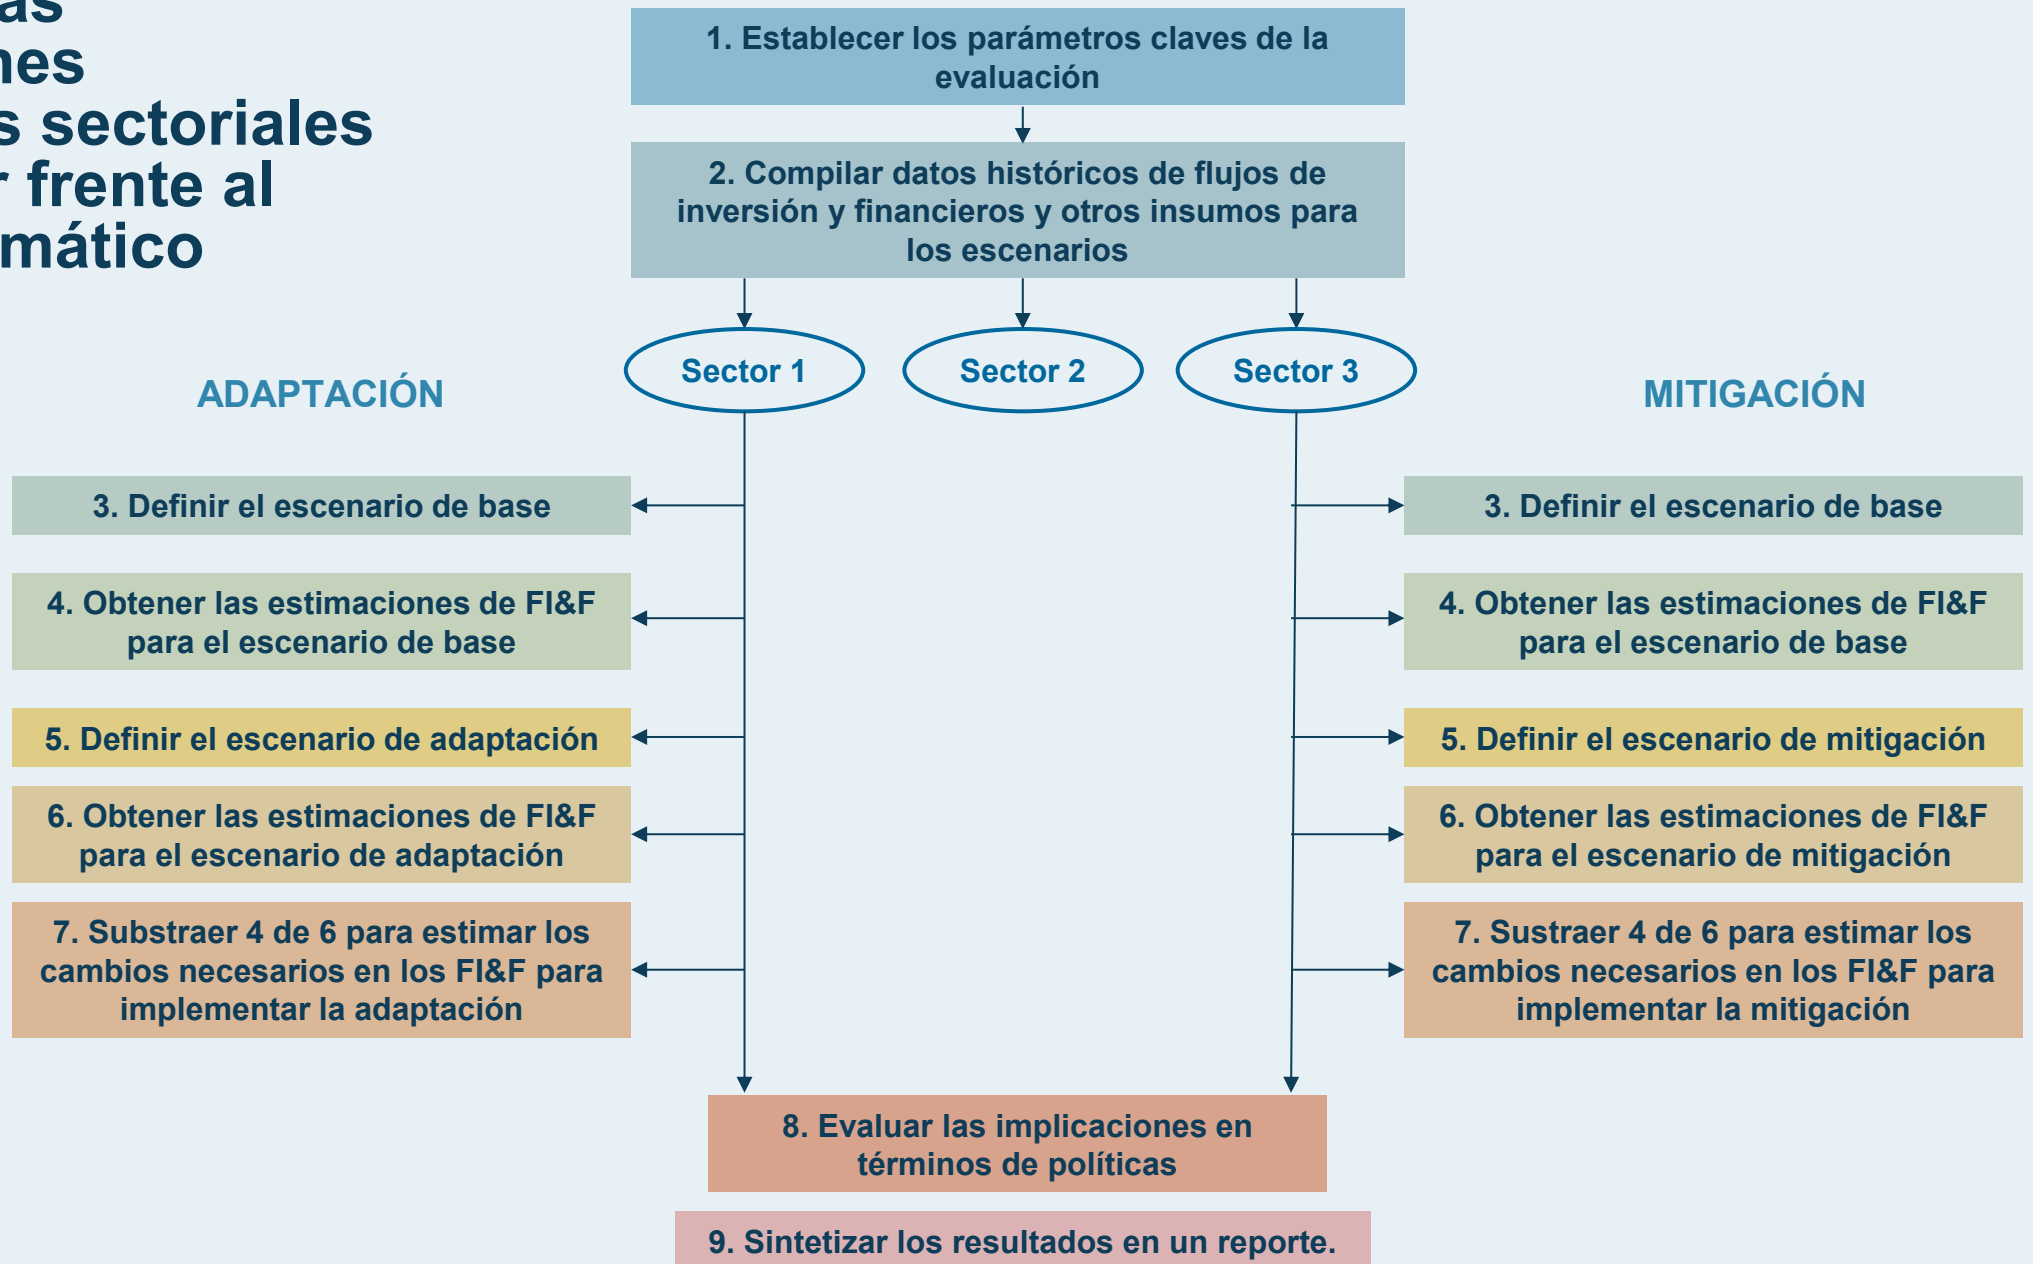 as
nes
s sectoriales
r frente al
mático
1. Establecer los parámetros claves de la
evaluación
2. Compilar datos históricos de flujos de
inversión y financieros y otros insumos para
los escenarios
Sector 1
Sector 2
Sector 3
ADAPTACIÓN
MITIGACIÓN
3. Definir el escenario de base
4. Obtener las estimaciones de FI&F
para el escenario de base
5. Definir el escenario de adaptación
6. Obtener las estimaciones de FI&F
para el escenario de adaptación
7. Substraer 4 de 6 para estimar los
cambios necesarios en los FI&F para
implementar la adaptación
3. Definir el escenario de base
4. Obtener las estimaciones de FI&F
para el escenario de base
5. Definir el escenario de mitigación
6. Obtener las estimaciones de FI&F
para el escenario de mitigación
7. Sustraer 4 de 6 para estimar los
cambios necesarios en los FI&F para
implementar la mitigación
8. Evaluar las implicaciones en
términos de políticas
9. Sintetizar los resultados en un reporte.